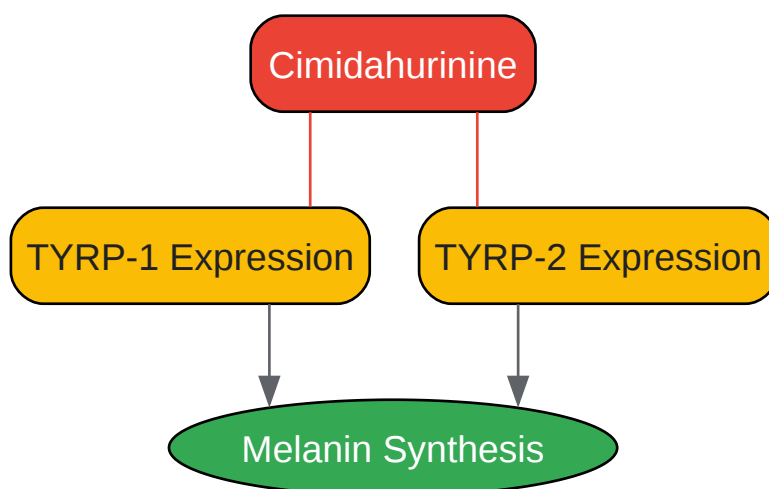 Cimidahurinine
TYRP-1 Expression
TYRP-2 Expression
Melanin Synthesis